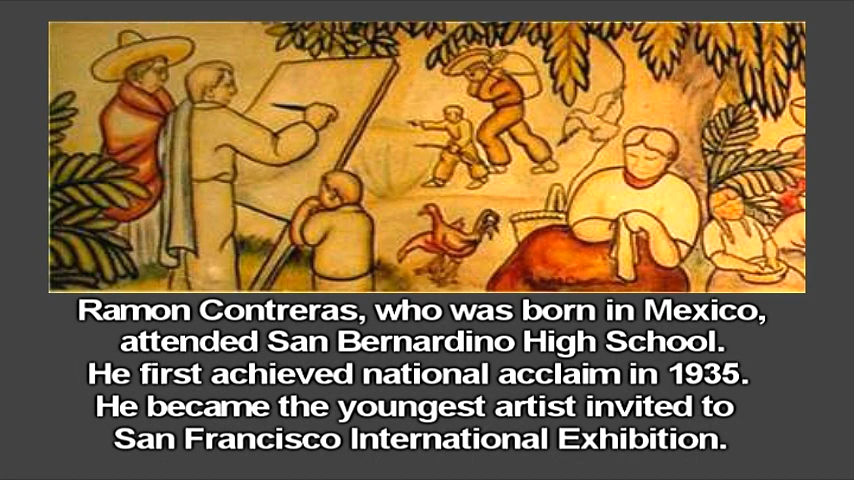 Ramon Contreras, who was born in Mexico,
attended San Bernardino High School.
He first achieved national acclaim in 1935.
He became the youngest artist invited to
San Francisco International Exhibition.